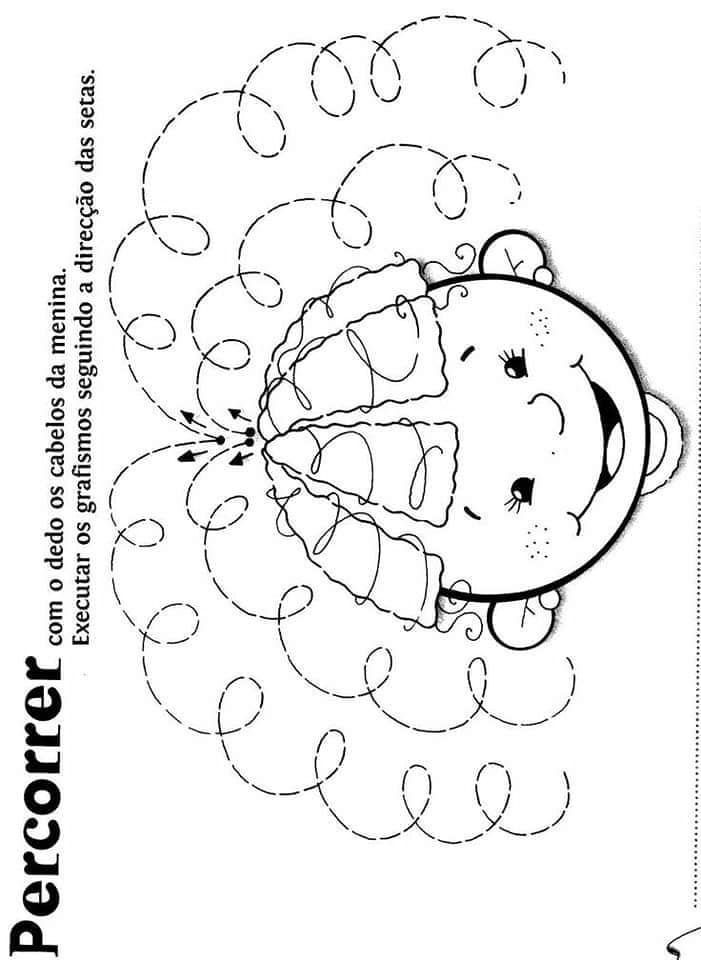 Percorrer com o dedo os cabelos da menina.
Executar os grafismos seguindo a direcção das setas.